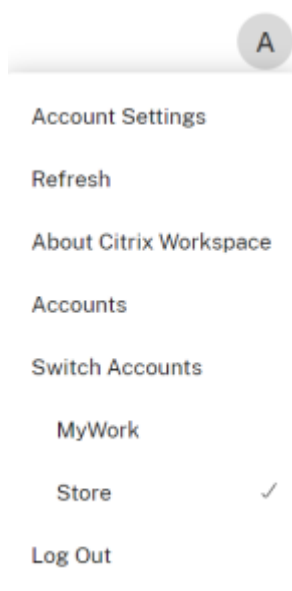 A
Account Settings
Refresh
About Citrix Workspace
Accounts
Switch Accounts
MyWork
Store
Log Out